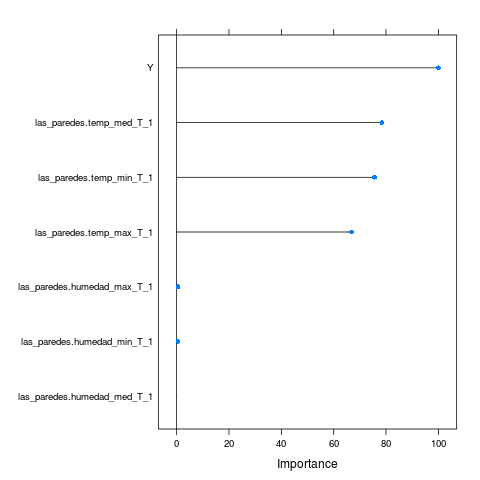 Y
las_paredes.temp_med_T_1
las_paredes.temp_min_T_1
las_paredes.temp_max_T_1
las_paredes.humedad_max_T_1
las_paredes.humedad_min_T_1
las_paredes.humedad_med_T_1
0 20 40 60 80 100
Importance